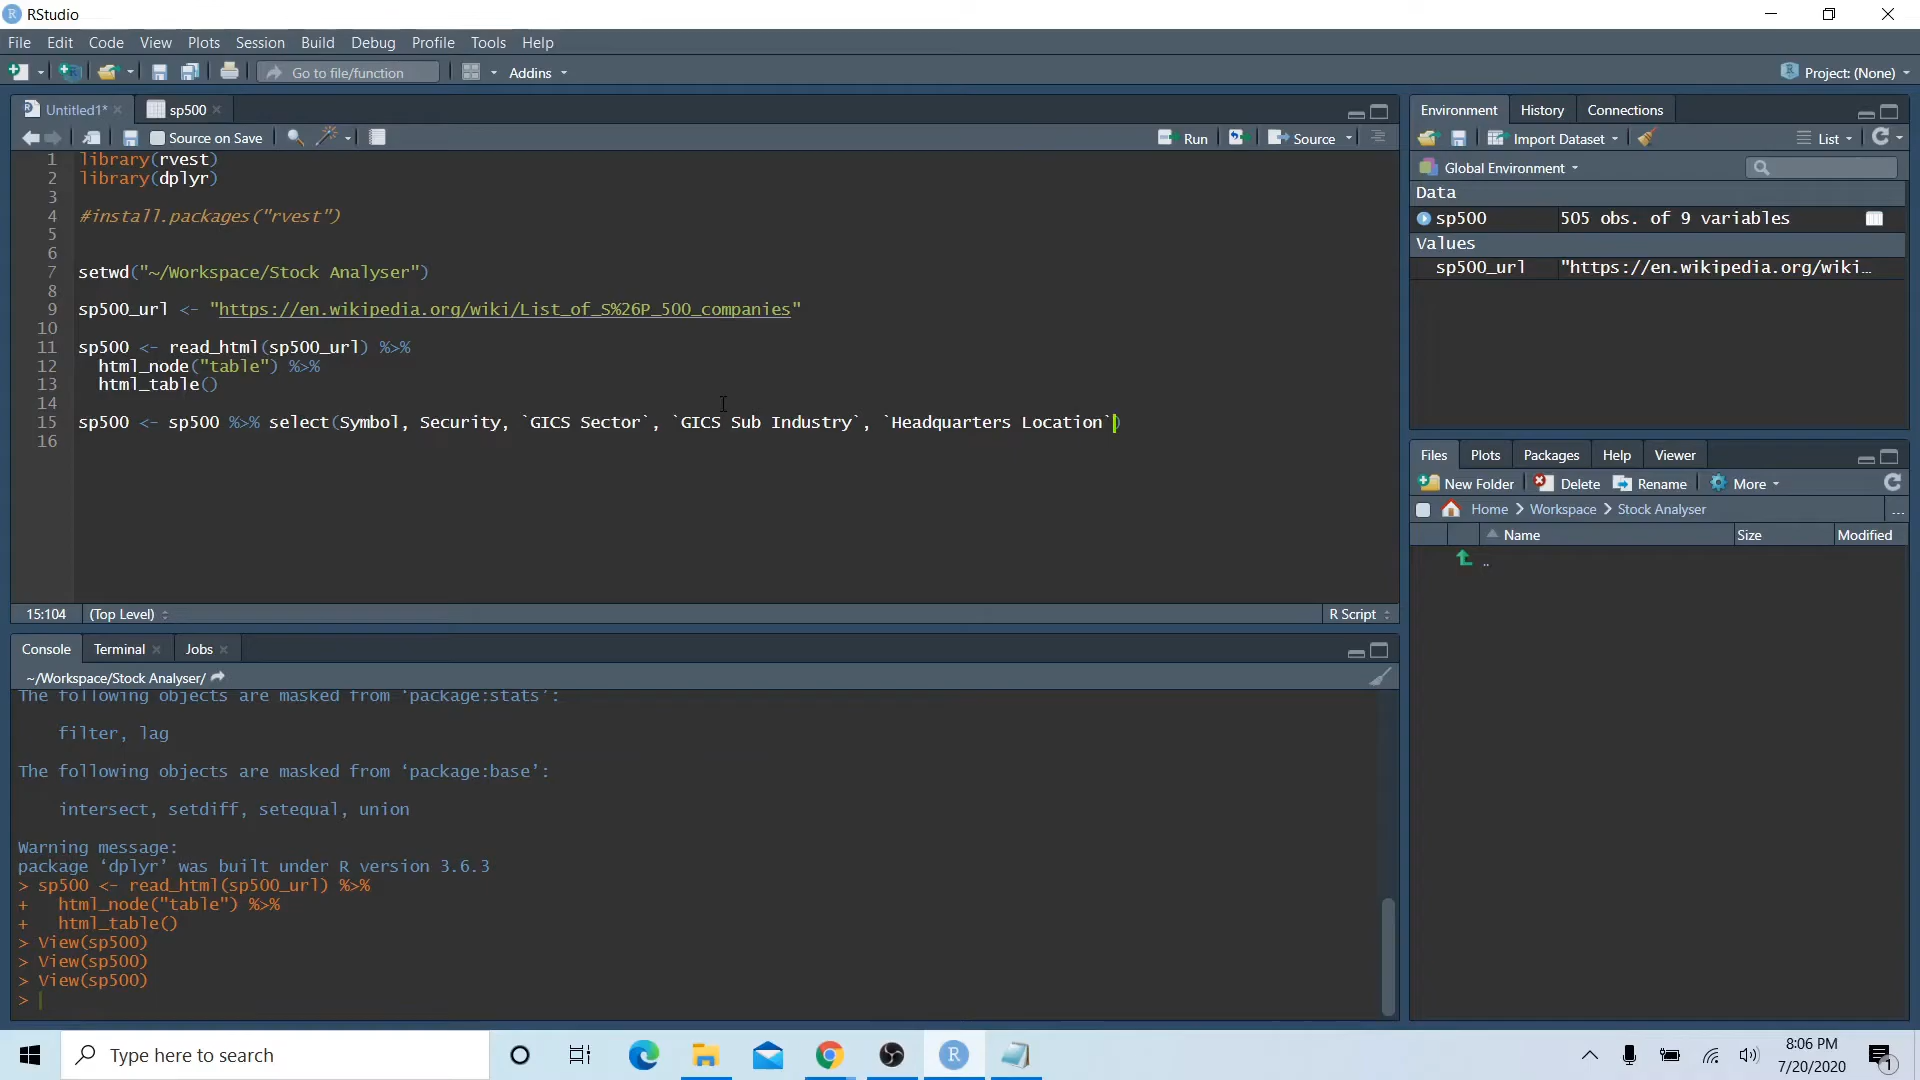 RStudio
File Edit Code View Plots Session Build Debug Profile Tools Help
Go to file/function Addins Project: (None)
Untitled1* sp500
Source on Save Run Source
1 library(rvest)
2 library(dplyr)
3
4 #install.packages("rvest")
5
6
7 setwd("~/Workspace/Stock Analyser")
8
9 sp500_url <- "https://en.wikipedia.org/wiki/List_of_S%26P_500_companies"
10
11 sp500 <- read_html(sp500_url) %>%
12 html_node("table") %>%
13 html_table()
14
15 sp500 <- sp500 %>% select(Symbol, Security, `GICS Sector`, `GICS Sub Industry`, `Headquarters Location`)
16
15:104 (Top Level) R Script
Console Terminal Jobs
~/Workspace/Stock Analyser/
The following objects are masked from ‘package:stats’:
filter, lag
The following objects are masked from ‘package:base’:
intersect, setdiff, setequal, union
Warning message:
package ‘dplyr’ was built under R version 3.6.3
> sp500 <- read_html(sp500_url) %>%
+ html_node("table") %>%
+ html_table()
> View(sp500)
> View(sp500)
> View(sp500)
>
Environment History Connections
Import Dataset List
Global Environment
Data
sp500 505 obs. of 9 variables
Values
sp500_url "https://en.wikipedia.org/wiki…
Files Plots Packages Help Viewer
New Folder Delete Rename More
Home Workspace Stock Analyser ...
Name Size Modified
..
Type here to search
8:06 PM
7/20/2020
1